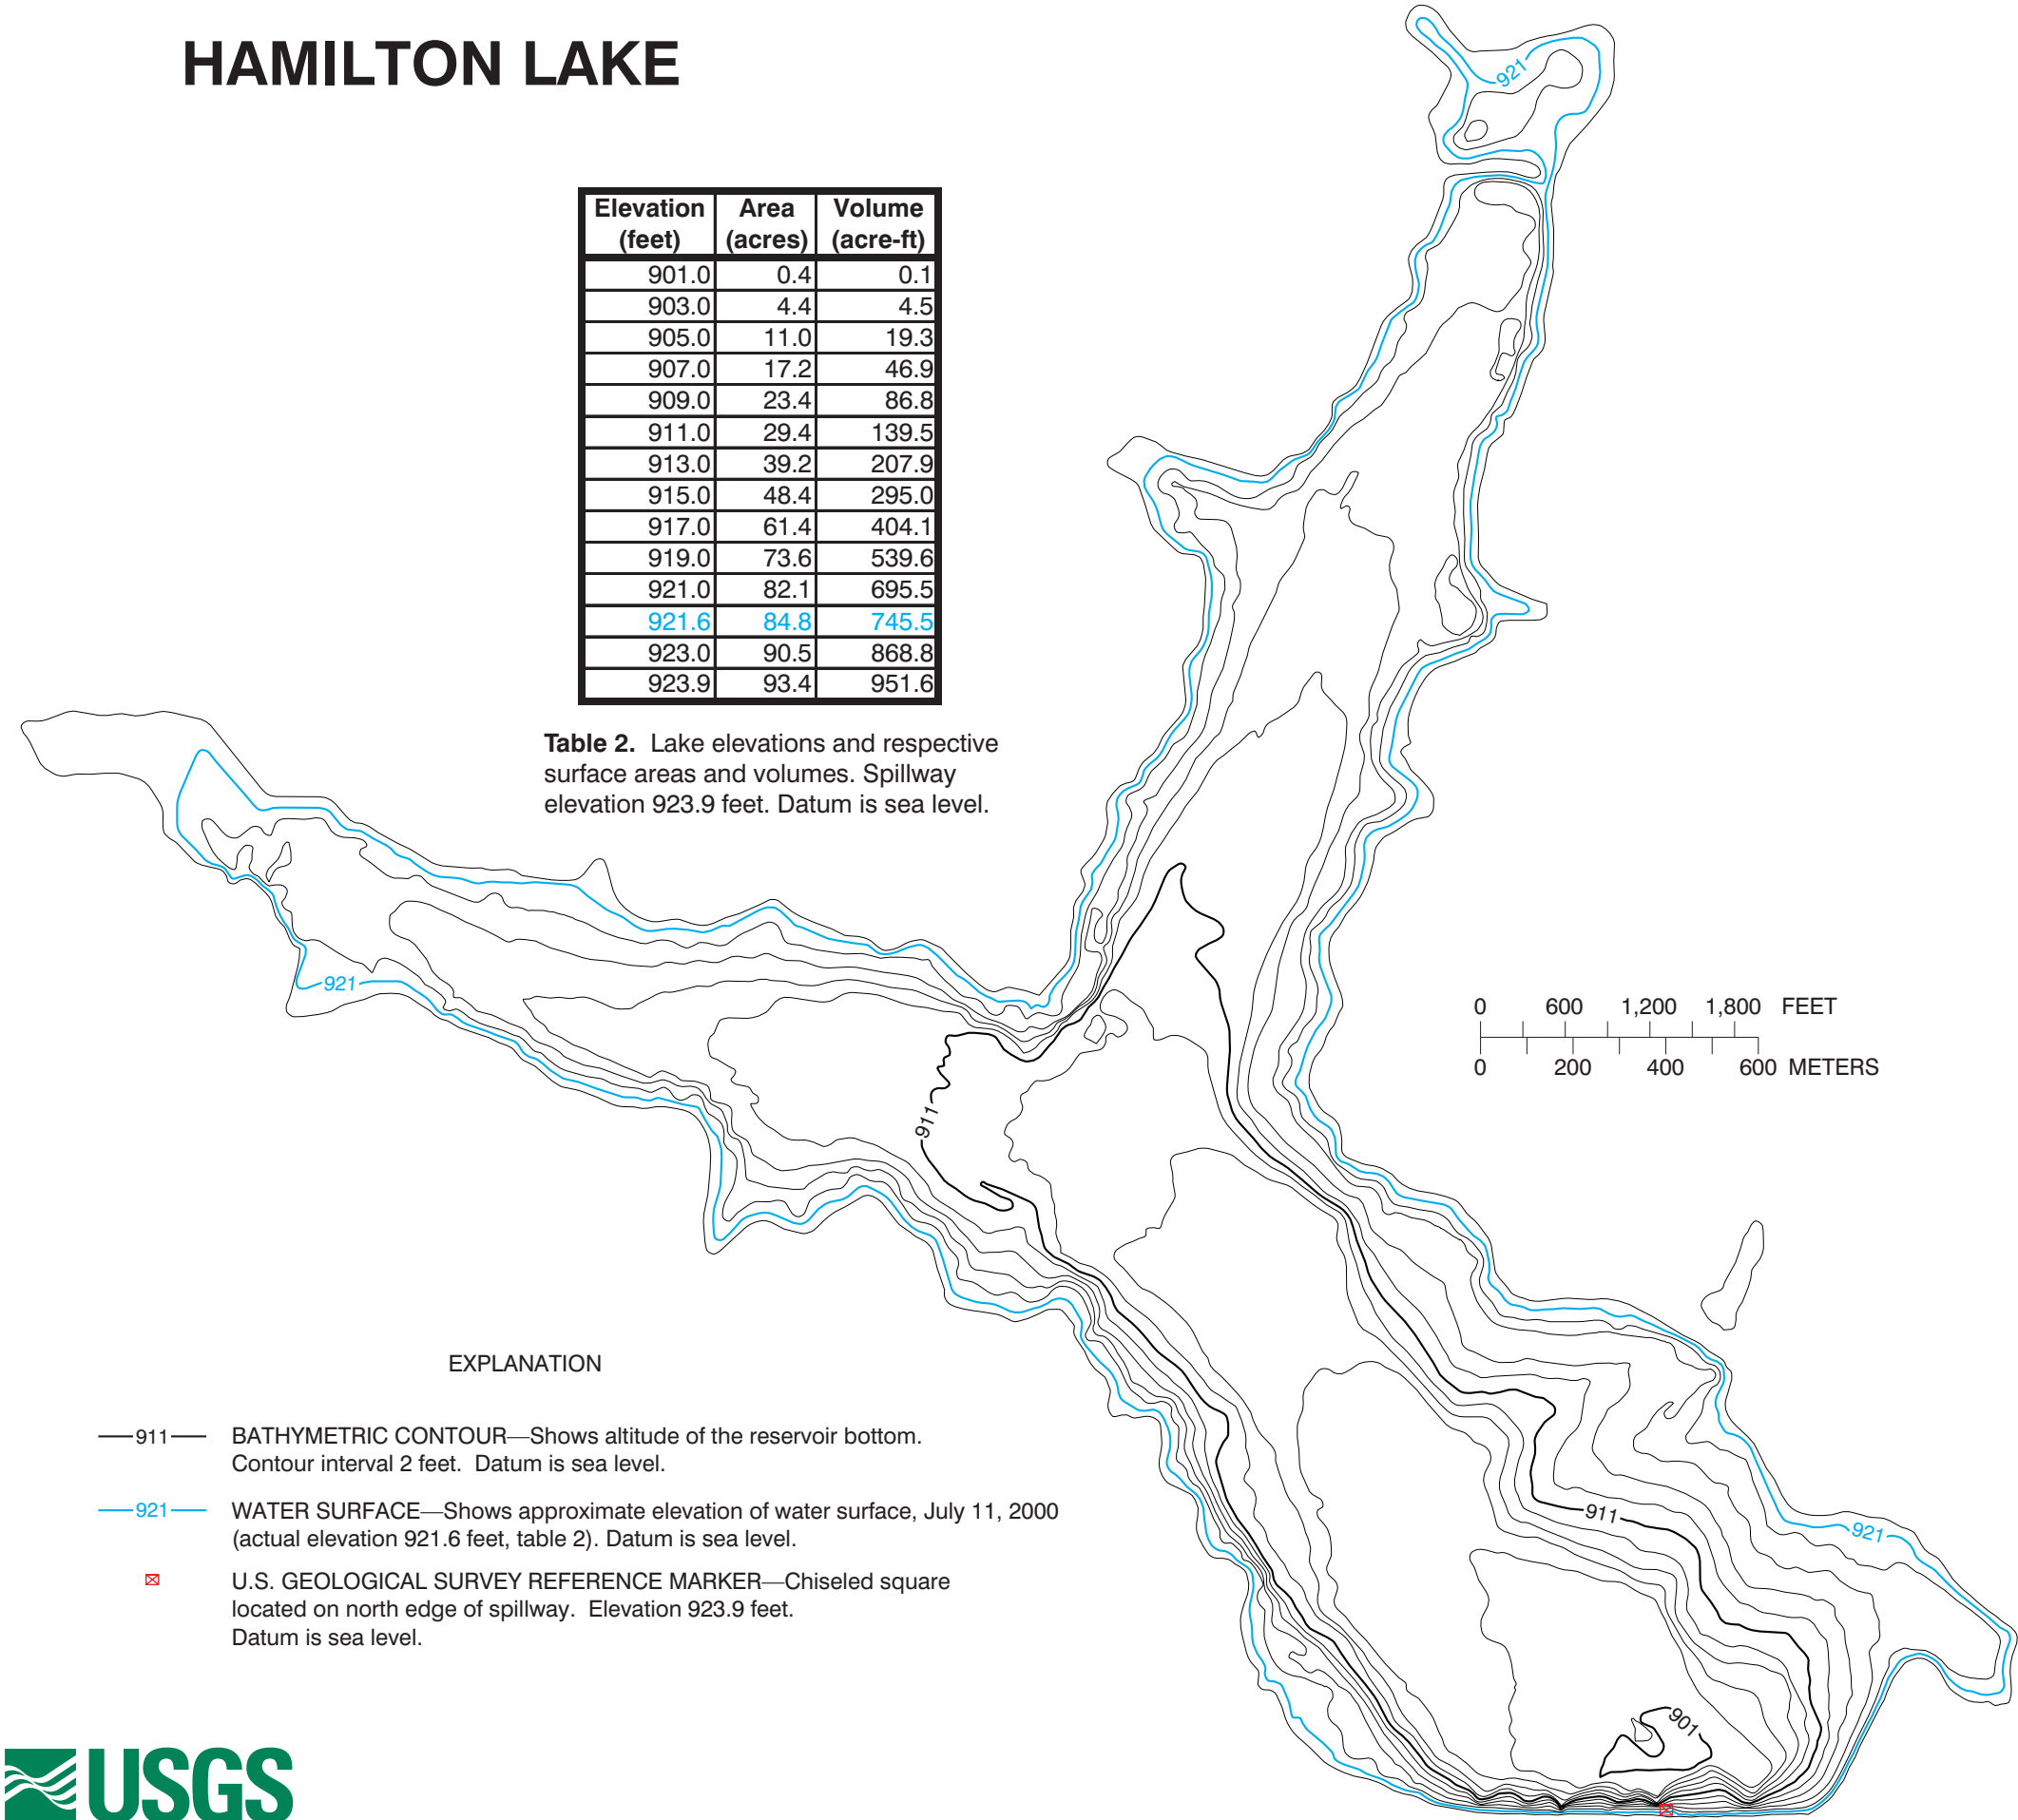 HAMILTON LAKE
Elevation (feet) Area (acres) Volume (acre-ft)
901.0 0.4 0.1
903.0 4.4 4.5
905.0 11.0 19.3
907.0 17.2 46.9
909.0 23.4 86.8
911.0 29.4 139.5
913.0 39.2 207.9
915.0 48.4 295.0
917.0 61.4 404.1
919.0 73.6 539.6
921.0 82.1 695.5
921.6 84.8 745.5
923.0 90.5 868.8
923.9 93.4 951.6
Table 2. Lake elevations and respective
surface areas and volumes. Spillway
elevation 923.9 feet. Datum is sea level.
921
921
911
0 600 1,200 1,800 FEET
0 200 400 600 METERS
911
921
901
EXPLANATION
911 BATHYMETRIC CONTOUR—Shows altitude of the reservoir bottom.
Contour interval 2 feet. Datum is sea level.
921 WATER SURFACE—Shows approximate elevation of water surface, July 11, 2000
(actual elevation 921.6 feet, table 2). Datum is sea level.
U.S. GEOLOGICAL SURVEY REFERENCE MARKER—Chiseled square
located on north edge of spillway. Elevation 923.9 feet.
Datum is sea level.
USGS